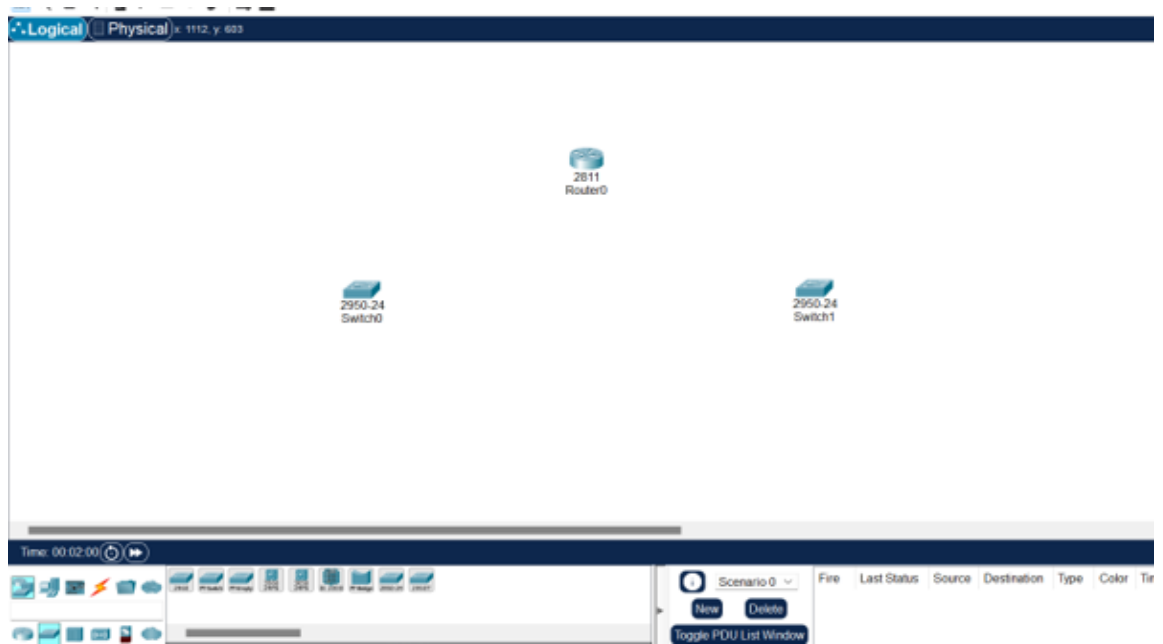 Logical Physical x: 1112, y: 603
2811
Router0
2950-24
Switch0
2950-24
Switch1
Time: 00:02:00
Scenario 0
Fire Last Status Source Destination Type Color
New Delete
Toggle PDU List Window